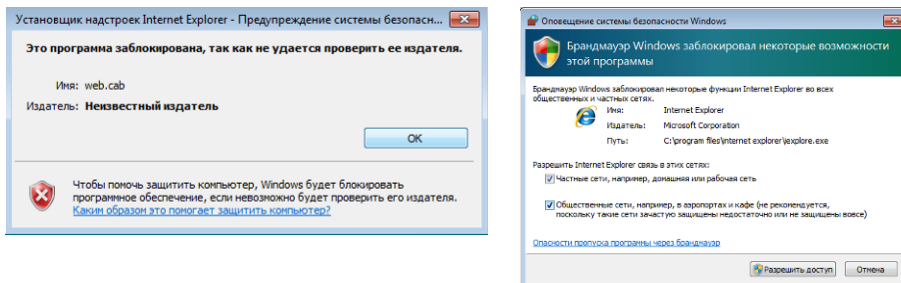 Установщик надстроек Internet Explorer - Предупреждение системы безопасн...
Это программа заблокирована, так как не удается проверить ее издателя.
Имя: web.cab
Издатель: Неизвестный издатель
OK
Чтобы помочь защитить компьютер, Windows будет блокировать
программное обеспечение, если невозможно будет проверить его издателя.
Каким образом это помогает защитить компьютер?
Оповещение системы безопасности Windows
Брандмауэр Windows заблокировал некоторые возможности
этой программы
Брандмауэр Windows заблокировал некоторые функции Internet Explorer во всех
общественных и частных сетях.
Имя: Internet Explorer
Издатель: Microsoft Corporation
Путь: C:\program files\internet explorer\iexplore.exe
Разрешить Internet Explorer связь в этих сетях:
Частные сети, например, домашняя или рабочая сеть
Общественные сети, например, в аэропортах и кафе (не рекомендуется,
поскольку такие сети зачастую защищены недостаточно или не защищены вовсе)
Опасности пропуска программы через брандмауэр
Разрешить доступ Отмена